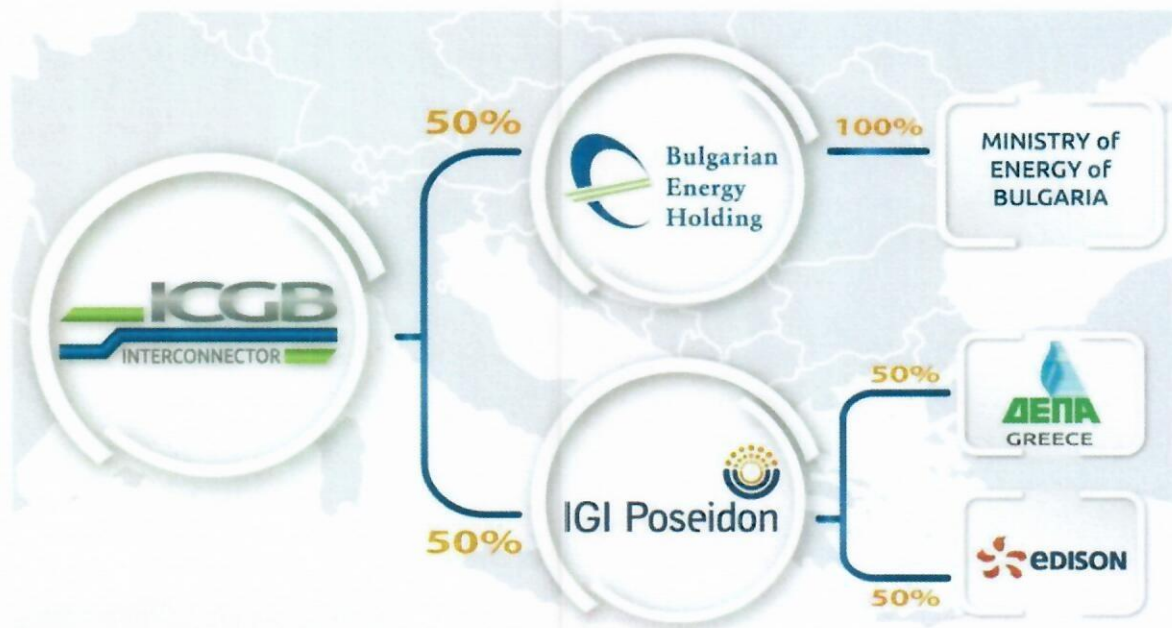 50%
Bulgarian
Energy
Holding
100%
MINISTRY of
ENERGY of
BULGARIA
ICGB
INTERCONNECTOR
50%
IGI Poseidon
50%
ΔΕΠΑ
GREECE
50%
eDISON